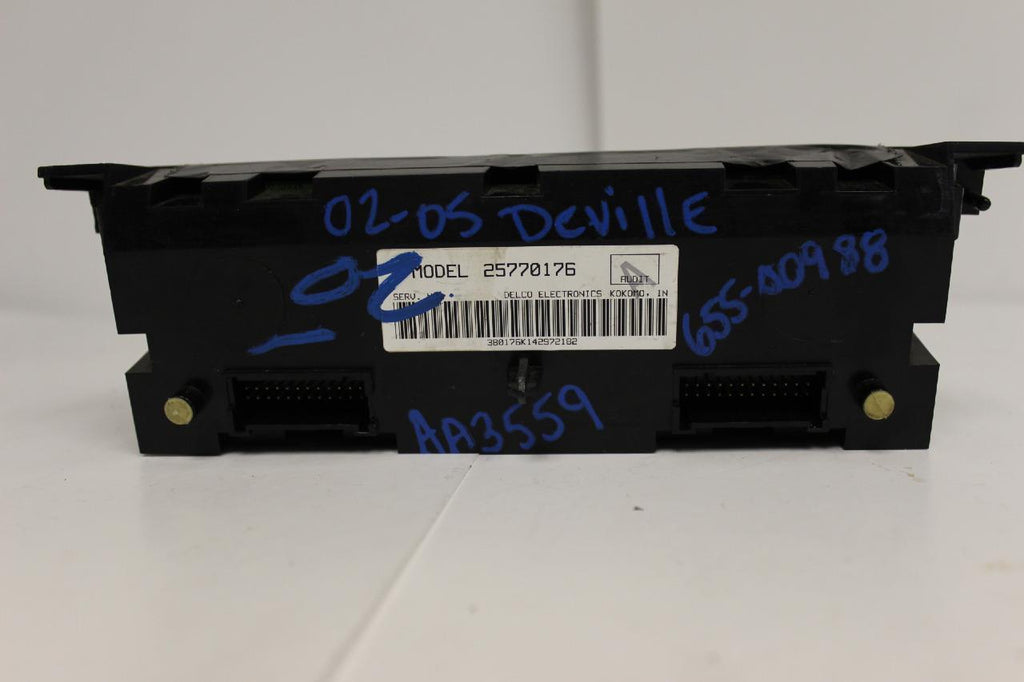 02-05 DEVillE
02
MODEL 25770176
A
AUDIT
SERV. DELCO ELECTRONICS KOKOMO, IN
380176K142972182
655-00988
AA3559